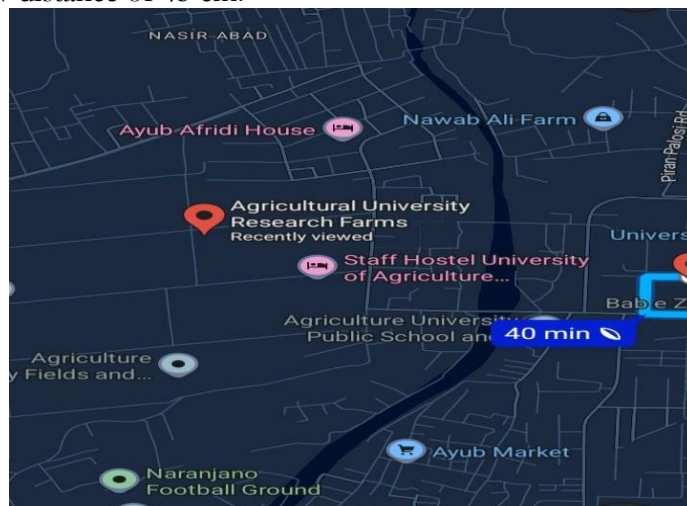 NASIR ABAD
Ayub Afridi House
Nawab Ali Farm
Piran Palosi Rd
Agricultural University
Research Farms
Recently viewed
Univers
Staff Hostel University
of Agriculture...
Bab e Z
Agriculture University
Public School an
40 min
Agriculture
y Fields and...
Ayub Market
Naranjano
Football Ground